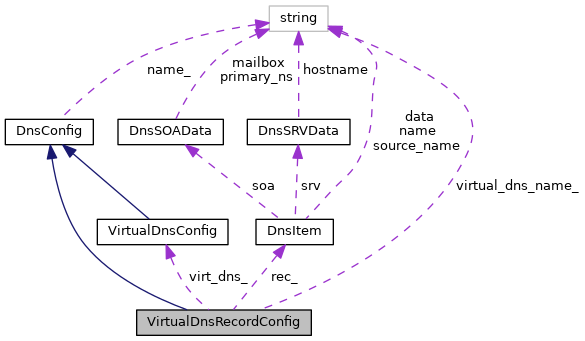 string
mailbox
primary_ns
name_
hostname
data
name
source_name
DnsConfig
DnsSOAData
DnsSRVData
soa
srv
virtual_dns_name_
VirtualDnsConfig
DnsItem
virt_dns_
rec_
VirtualDnsRecordConfig